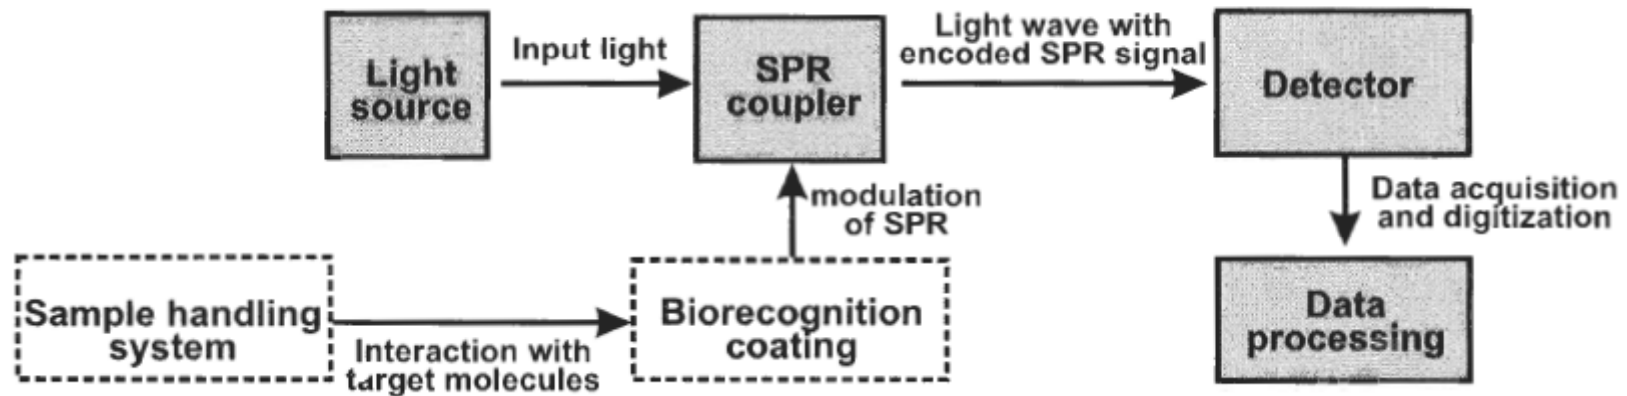 Light
source
Input light
SPR
coupler
Light wave with
encoded SPR signal
Detector
modulation
of SPR
Data acquisition
and digitization
Sample handling
system
Interaction with
target molecules
Biorecognition
coating
Data
processing